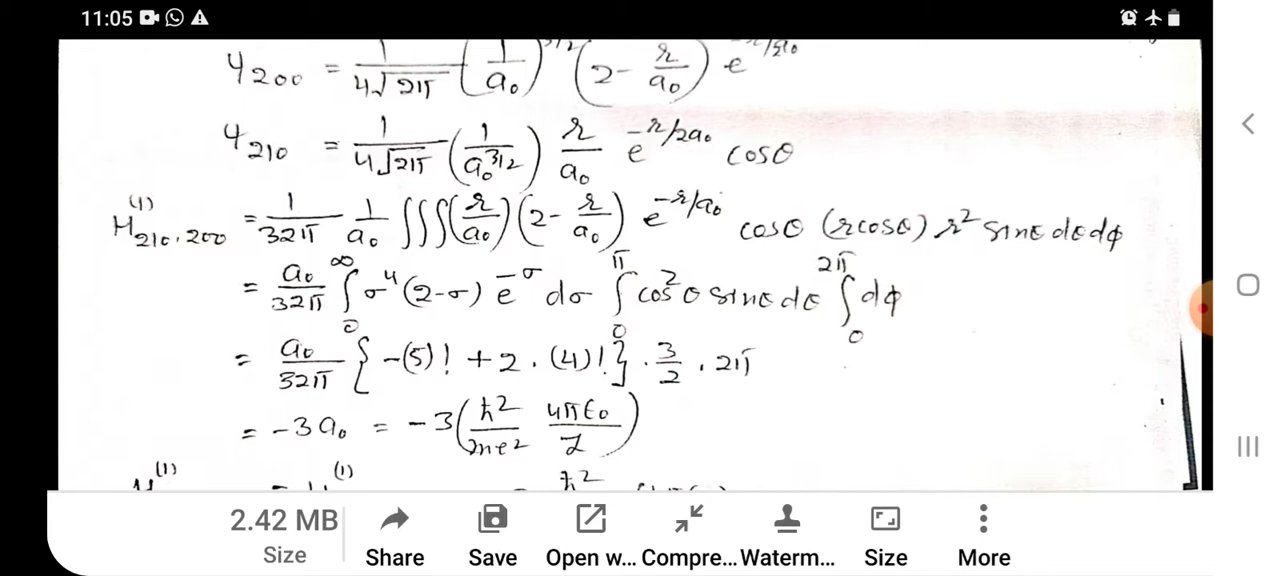 11:05
ψ200 = 1/4√2π (1/a₀)^3/2 (2 - r/a₀) e^-r/2a₀
ψ210 = 1/4√2π (1/a₀^3/2) r/a₀ e^-r/2a₀ cosθ
H^(1)210,200 = 1/32π 1/a₀ ∭(r/a₀)(2 - r/a₀) e^-r/a₀ cosθ (r cosθ) r² sinθ dθ dφ
= a₀/32π ∫₀^∞ σ⁴(2-σ) e^-σ dσ ∫₀^π cos²θ sinθ dθ ∫₀^2π dφ
= a₀/32π {-(5)! + 2.(4)!} . 3/2 . 2π
= -3a₀ = -3(ħ²/me² 4πε₀/Z)
2.42 MB
Size
Share
Save
Open w...
Compre...
Waterm...
Size
More